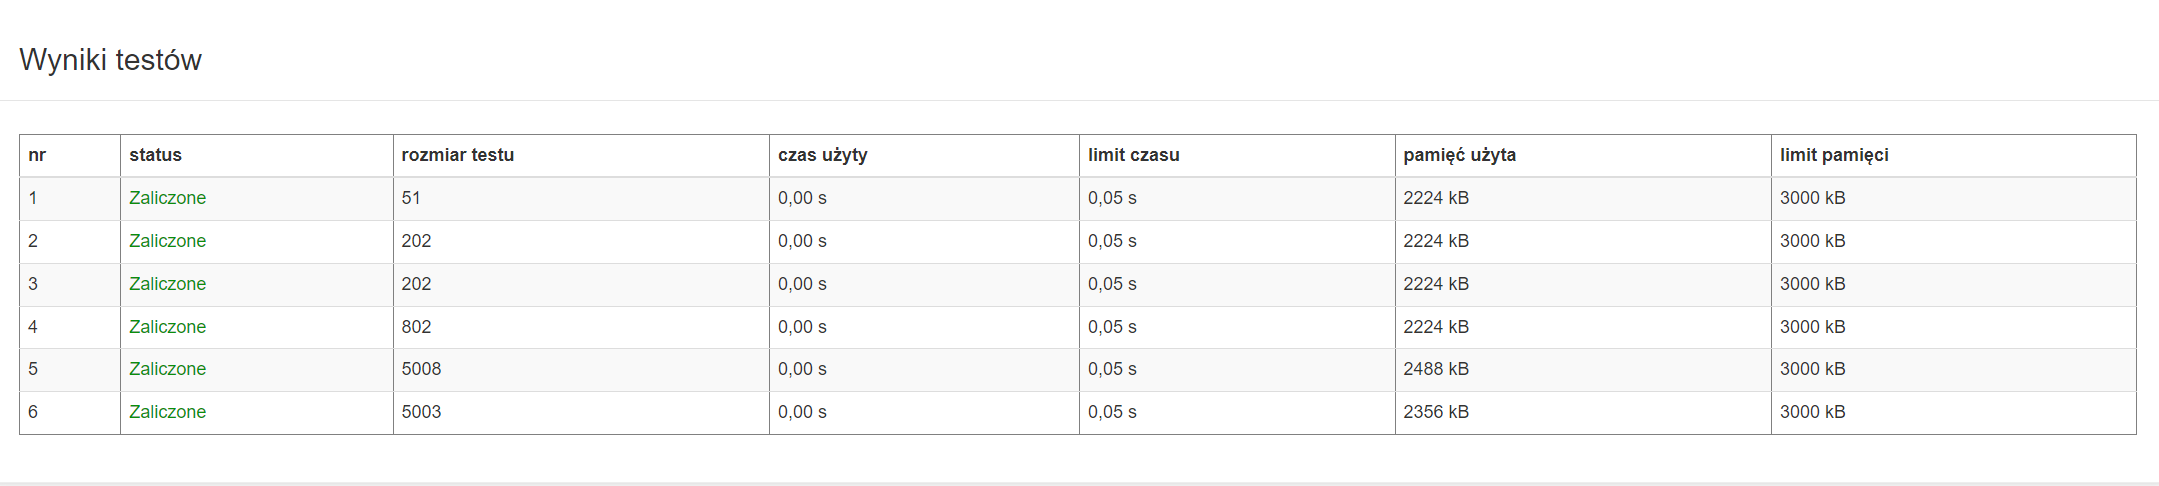 Wyniki testów
nr status rozmiar testu czas użyty limit czasu pamięć użyta limit pamięci
1 Zaliczone 51 0,00 s 0,05 s 2224 kB 3000 kB
2 Zaliczone 202 0,00 s 0,05 s 2224 kB 3000 kB
3 Zaliczone 202 0,00 s 0,05 s 2224 kB 3000 kB
4 Zaliczone 802 0,00 s 0,05 s 2224 kB 3000 kB
5 Zaliczone 5008 0,00 s 0,05 s 2488 kB 3000 kB
6 Zaliczone 5003 0,00 s 0,05 s 2356 kB 3000 kB